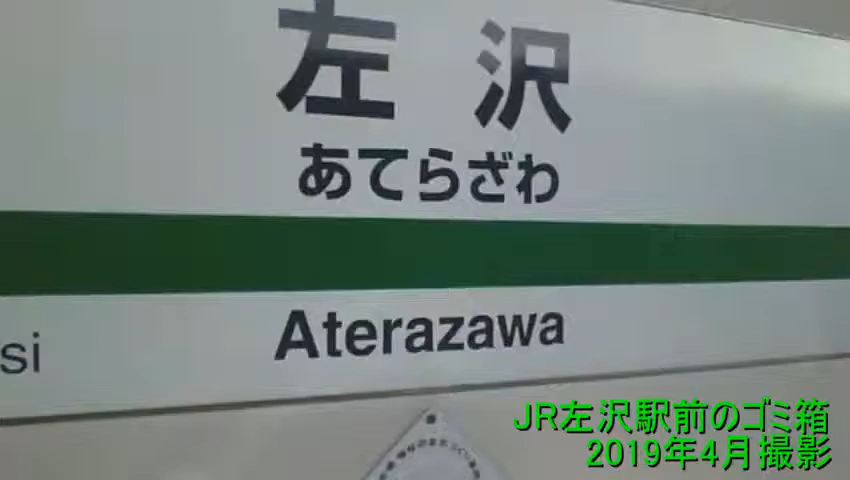 左沢
あてらざわ
si
Aterazawa
JR左沢駅前のゴミ箱
2019年4月撮影